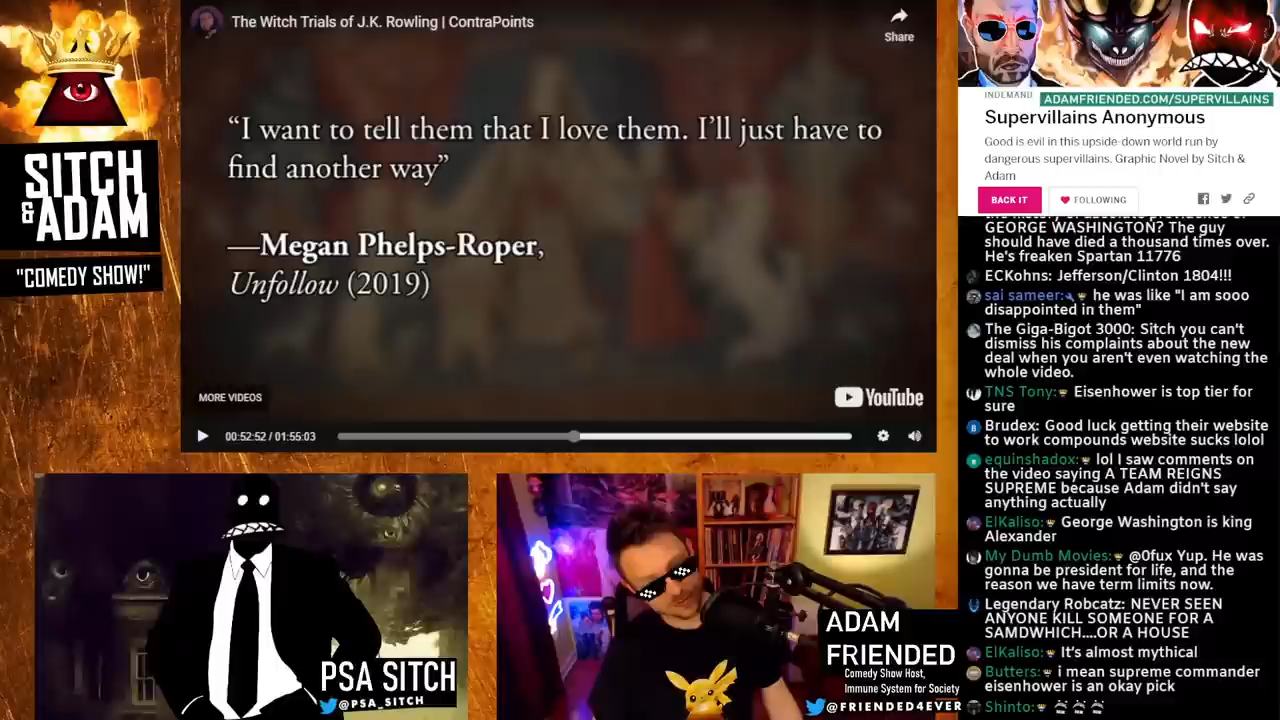 The Witch Trials of J.K. Rowling | ContraPoints
Share
“I want to tell them that I love them. I’ll just have to
find another way”
—Megan Phelps-Roper,
Unfollow (2019)
MORE VIDEOS
YouTube
00:52:52 / 01:55:03
SITCH
& ADAM
"COMEDY SHOW!"
PSA SITCH
@PSA_SITCH
ADAM
FRIENDED
Comedy Show Host,
Immune System for Society
@FRIENDED4EVER
INDEMAND
ADAMFRIENDED.COM/SUPERVILLAINS
Supervillains Anonymous
Good is evil in this upside-down world run by
dangerous supervillains. Graphic Novel by Sitch &
Adam
BACK IT
FOLLOWING
GEORGE WASHINGTON? The guy
should have died a thousand times over.
He's freaken Spartan 11776
ECKohns: Jefferson/Clinton 1804!!!
sai sameer: he was like "I am sooo
disappointed in them"
The Giga-Bigot 3000: Sitch you can't
dismiss his complaints about the new
deal when you aren't even watching the
whole video.
TNS Tony: Eisenhower is top tier for
sure
Brudex: Good luck getting their website
to work compounds website sucks lolol
equinshadox: lol I saw comments on
the video saying A TEAM REIGNS
SUPREME because Adam didn't say
anything actually
ElKaliso: George Washington is king
Alexander
My Dumb Movies: @0fux Yup. He was
gonna be president for life, and the
reason we have term limits now.
Legendary Robcatz: NEVER SEEN
ANYONE KILL SOMEONE FOR A
SAMDWHICH....OR A HOUSE
ElKaliso: It's almost mythical
Butters: i mean supreme commander
eisenhower is an okay pick
Shinto: